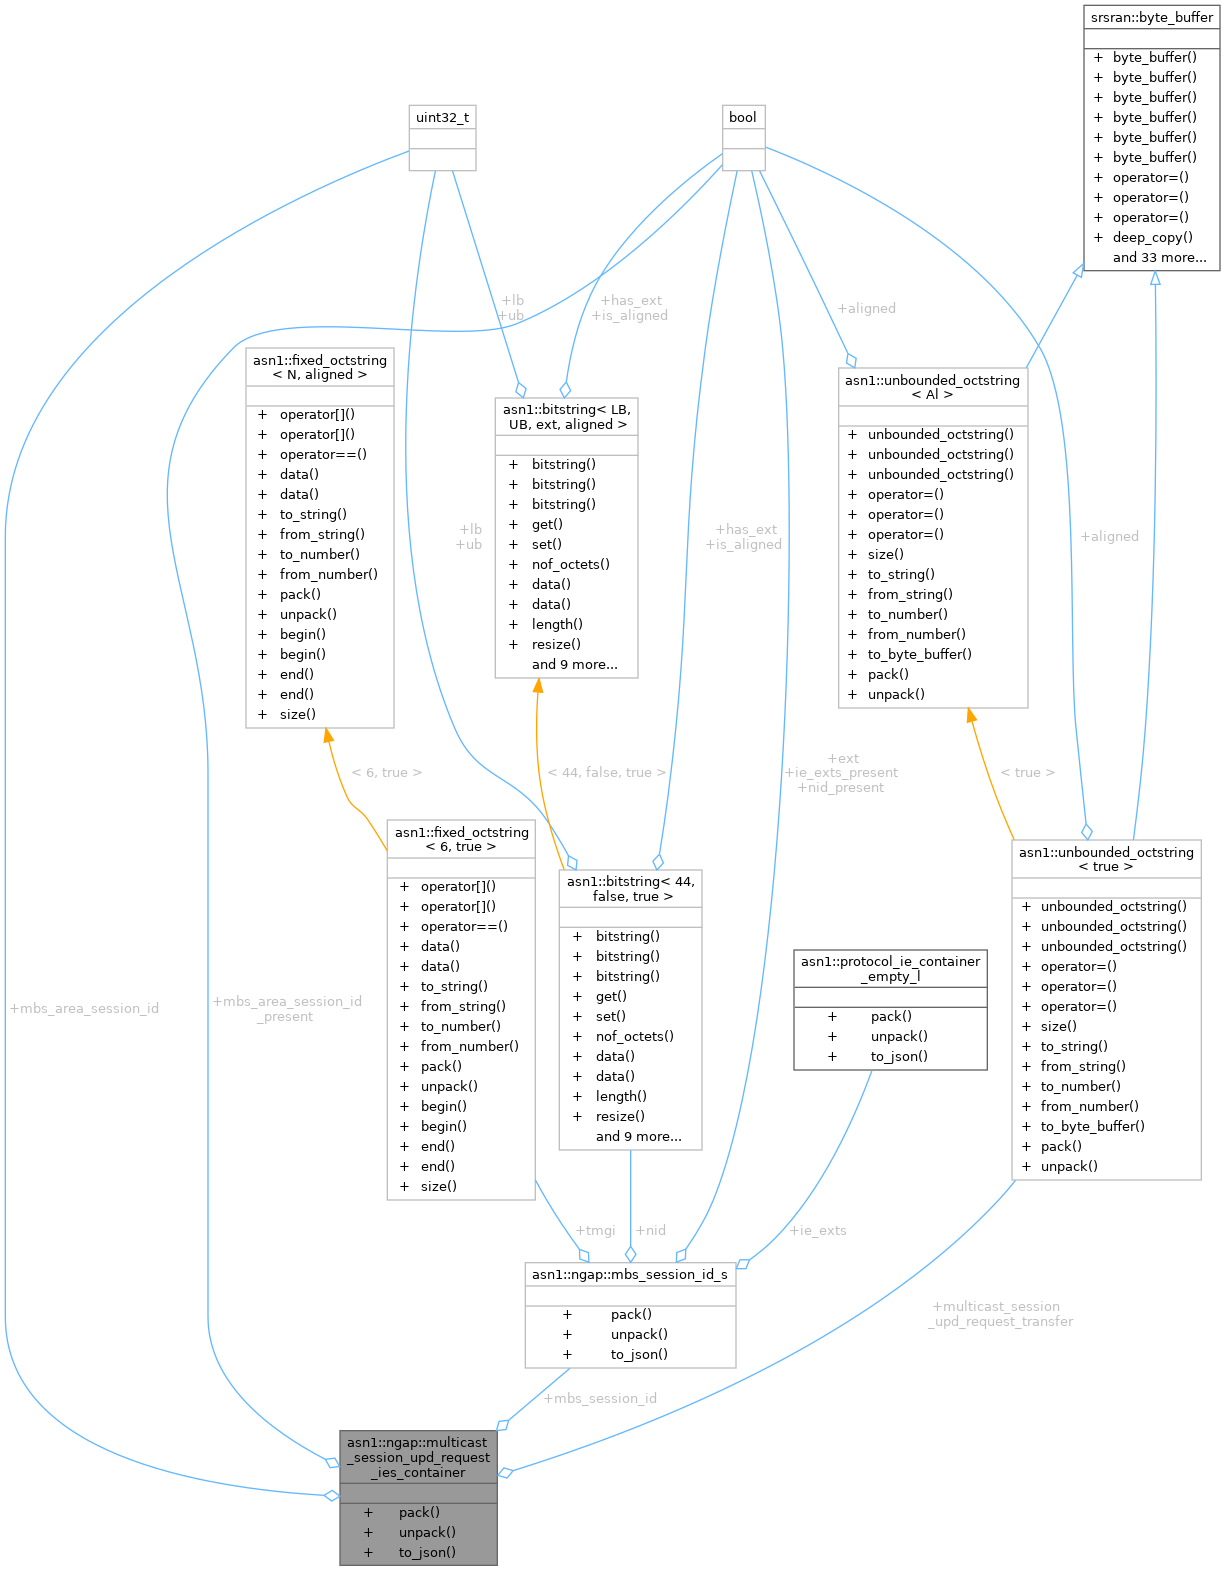 srsran::byte_buffer
+ byte_buffer()
+ byte_buffer()
+ byte_buffer()
+ byte_buffer()
+ byte_buffer()
+ byte_buffer()
+ operator=()
+ operator=()
+ operator=()
+ deep_copy()
and 33 more...
uint32_t
bool
+lb
+ub
+has_ext
+is_aligned
+aligned
asn1::fixed_octstring
< N, aligned >
+ operator[]()
+ operator[]()
+ operator==()
+ data()
+ data()
+ to_string()
+ from_string()
+ to_number()
+ from_number()
+ pack()
+ unpack()
+ begin()
+ begin()
+ end()
+ end()
+ size()
asn1::bitstring< LB,
UB, ext, aligned >
+ bitstring()
+ bitstring()
+ bitstring()
+ get()
+ set()
+ nof_octets()
+ data()
+ data()
+ length()
+ resize()
and 9 more...
asn1::unbounded_octstring
< Al >
+ unbounded_octstring()
+ unbounded_octstring()
+ unbounded_octstring()
+ operator=()
+ operator=()
+ operator=()
+ size()
+ to_string()
+ from_string()
+ to_number()
+ from_number()
+ to_byte_buffer()
+ pack()
+ unpack()
+lb
+ub
+has_ext
+is_aligned
+aligned
< 6, true >
< 44, false, true >
+ext
+ie_exts_present
+nid_present
< true >
asn1::fixed_octstring
< 6, true >
+ operator[]()
+ operator[]()
+ operator==()
+ data()
+ data()
+ to_string()
+ from_string()
+ to_number()
+ from_number()
+ pack()
+ unpack()
+ begin()
+ begin()
+ end()
+ end()
+ size()
asn1::bitstring< 44,
false, true >
+ bitstring()
+ bitstring()
+ bitstring()
+ get()
+ set()
+ nof_octets()
+ data()
+ data()
+ length()
+ resize()
and 9 more...
asn1::protocol_ie_container
_empty_l
+ pack()
+ unpack()
+ to_json()
asn1::unbounded_octstring
< true >
+ unbounded_octstring()
+ unbounded_octstring()
+ unbounded_octstring()
+ operator=()
+ operator=()
+ operator=()
+ size()
+ to_string()
+ from_string()
+ to_number()
+ from_number()
+ to_byte_buffer()
+ pack()
+ unpack()
+mbs_area_session_id
+mbs_area_session_id
_present
+tmgi
+nid
+ie_exts
asn1::ngap::mbs_session_id_s
+ pack()
+ unpack()
+ to_json()
+multicast_session
_upd_request_transfer
+mbs_session_id
asn1::ngap::multicast
_session_upd_request
_ies_container
+ pack()
+ unpack()
+ to_json()